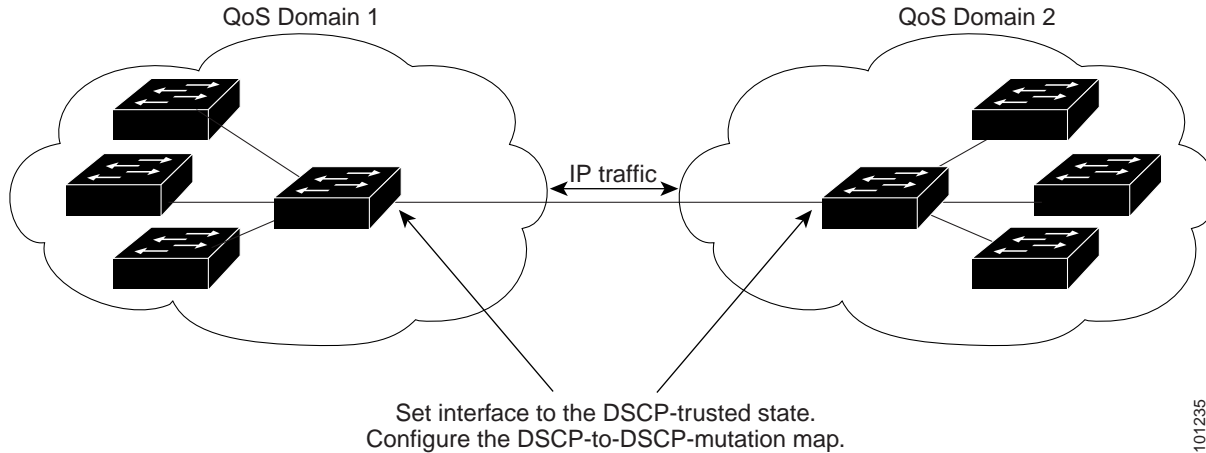 QoS Domain 1
QoS Domain 2
IP traffic
Set interface to the DSCP-trusted state.
Configure the DSCP-to-DSCP-mutation map.
101235